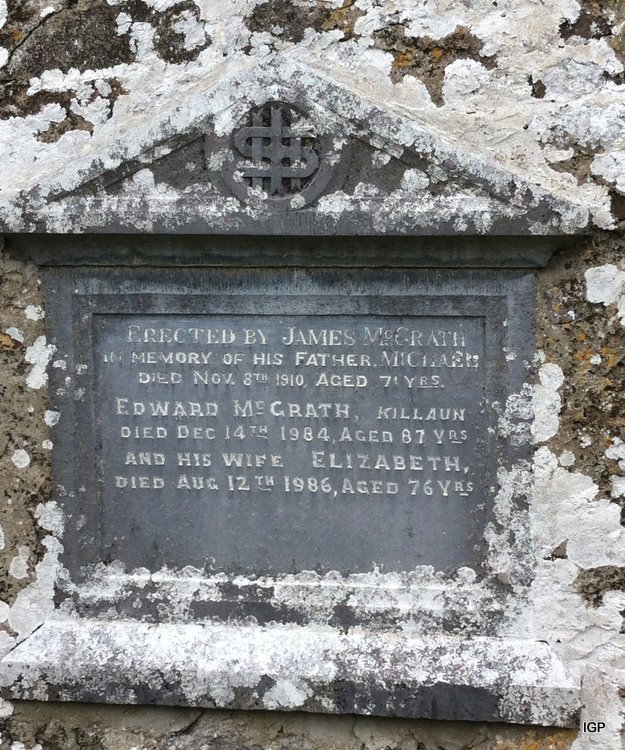 ERECTED BY JAMES McGRATH
IN MEMORY OF HIS FATHER, MICHAEL
DIED NOV. 8TH 1910, AGED 71 YRS.
EDWARD McGRATH, KILLAUN
DIED DEC 14TH 1984, AGED 87 YRS
AND HIS WIFE ELIZABETH,
DIED AUG 12TH 1986, AGED 76 YRS
IGP